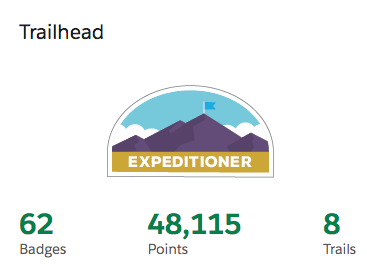 Trailhead
EXPEDITIONER
62 48,115 8
Badges Points Trails